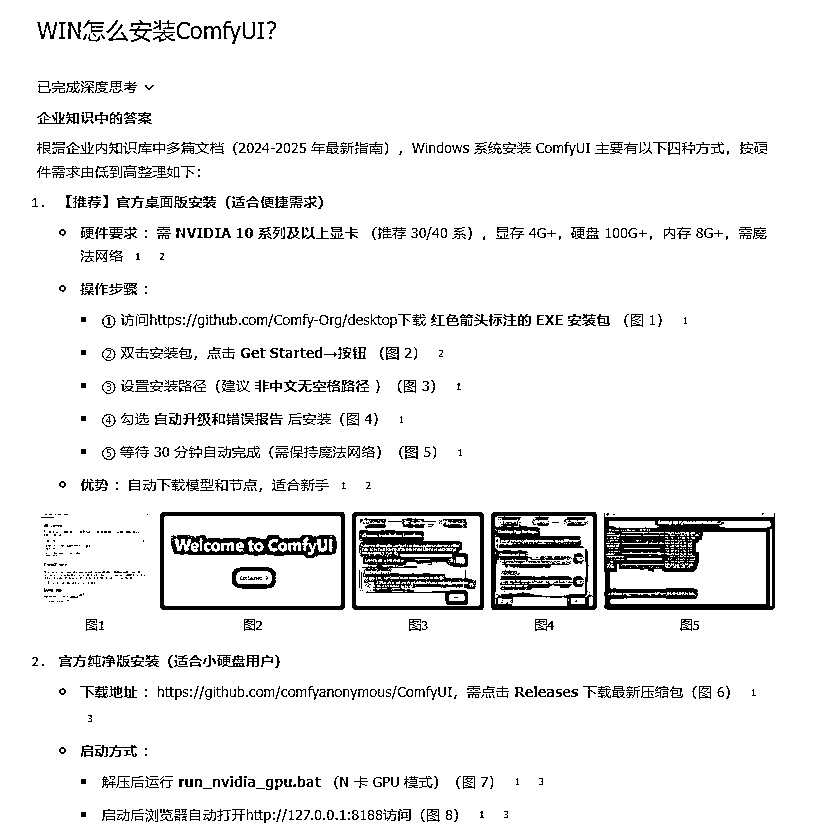 WIN怎么安装ComfyUI?
已完成深度思考
企业知识中的答案
根据企业内知识库中多篇文档（2024-2025 年最新指南），Windows 系统安装 ComfyUI 主要有以下四种方式，按硬
件需求由低到高整理如下：
1. 【推荐】官方桌面版安装（适合便捷需求）
硬件要求 ：需 NVIDIA 10 系列及以上显卡 （推荐 30/40 系），显存 4G+，硬盘 100G+，内存 8G+，需魔
法网络 1 2
操作步骤 ：
① 访问https://github.com/Comfy-Org/desktop下载 红色箭头标注的 EXE 安装包 （图 1） 1
② 双击安装包，点击 Get Started→按钮 （图 2） 2
③ 设置安装路径（建议 非中文无空格路径 ）（图 3） 1
④ 勾选 自动升级和错误报告 后安装（图 4） 1
⑤ 等待 30 分钟自动完成（需保持魔法网络）（图 5） 1
优势 ：自动下载模型和节点，适合新手 1 2
Welcome to ComfyUI
图1 图2 图3 图4 图5
2. 官方纯净版安装（适合小硬盘用户）
下载地址 ：https://github.com/comfyanonymous/ComfyUI，需点击 Releases 下载最新压缩包（图 6） 1
3
启动方式 ：
解压后运行 run_nvidia_gpu.bat （N 卡 GPU 模式）（图 7） 1 3
启动后浏览器自动打开http://127.0.0.1:8188访问（图 8） 1 3